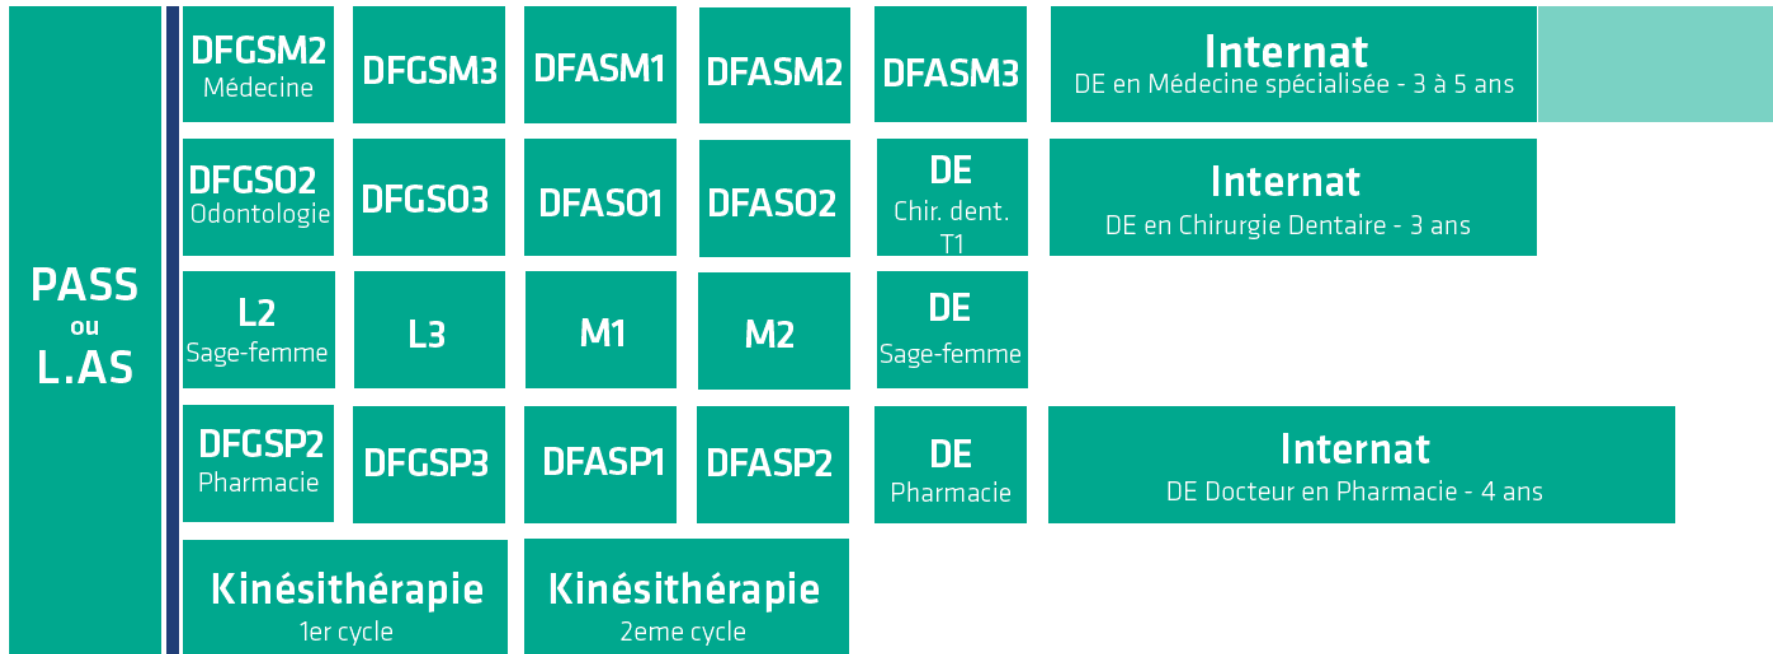 PASS
ou
L.AS
DFGSM2
Médecine
DFGSM3
DFASM1
DFASM2
DFASM3
Internat
DE en Médecine spécialisée - 3 à 5 ans
DFGSO2
Odontologie
DFGSO3
DFASO1
DFASO2
DE
Chir. dent.
T1
Internat
DE en Chirurgie Dentaire - 3 ans
L2
Sage-femme
L3
M1
M2
DE
Sage-femme
DFGSP2
Pharmacie
DFGSP3
DFASP1
DFASP2
DE
Pharmacie
Internat
DE Docteur en Pharmacie - 4 ans
Kinésithérapie
1er cycle
Kinésithérapie
2eme cycle